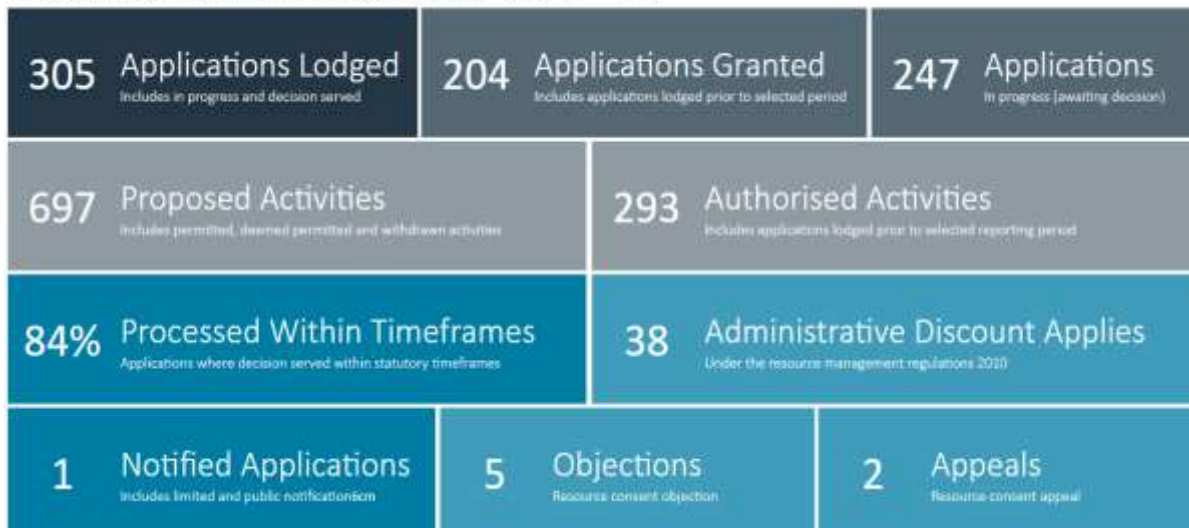 305 Applications Lodged
Includes in progress and decision served
204 Applications Granted
Includes applications lodged prior to selected period
247 Applications
In progress (awaiting decision)
697 Proposed Activities
Includes permitted, deemed permitted and withdrawn activities
293 Authorised Activities
Includes applications lodged prior to selected reporting period
84% Processed Within Timeframes
Applications where decision served within statutory timeframes
38 Administrative Discount Applies
Under the resource management regulations 2010
1 Notified Applications
Includes limited and public notification6cm
5 Objections
Resource consent objection
2 Appeals
Resource consent appeal